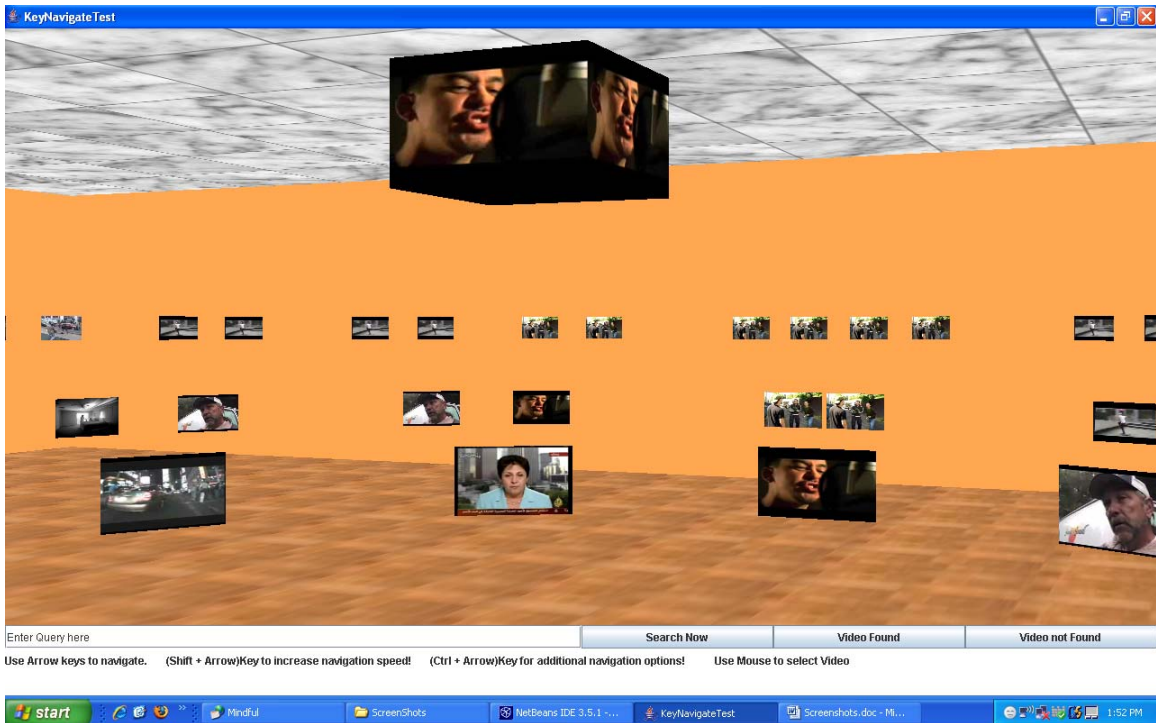 KeyNavigateTest
Enter Query here
Search Now
Video Found
Video not Found
Use Arrow keys to navigate. (Shift + Arrow)Key to increase navigation speed! (Ctrl + Arrow)Key for additional navigation options! Use Mouse to select Video
start
Mindful
ScreenShots
NetBeans IDE 3.5.1 -...
KeyNavigateTest
Screenshots.doc - Mi...
1:52 PM